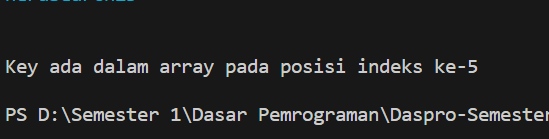 Key ada dalam array pada posisi indeks ke-5
PS D:\Semester 1\Dasar Pemrograman\Daspro-Semester